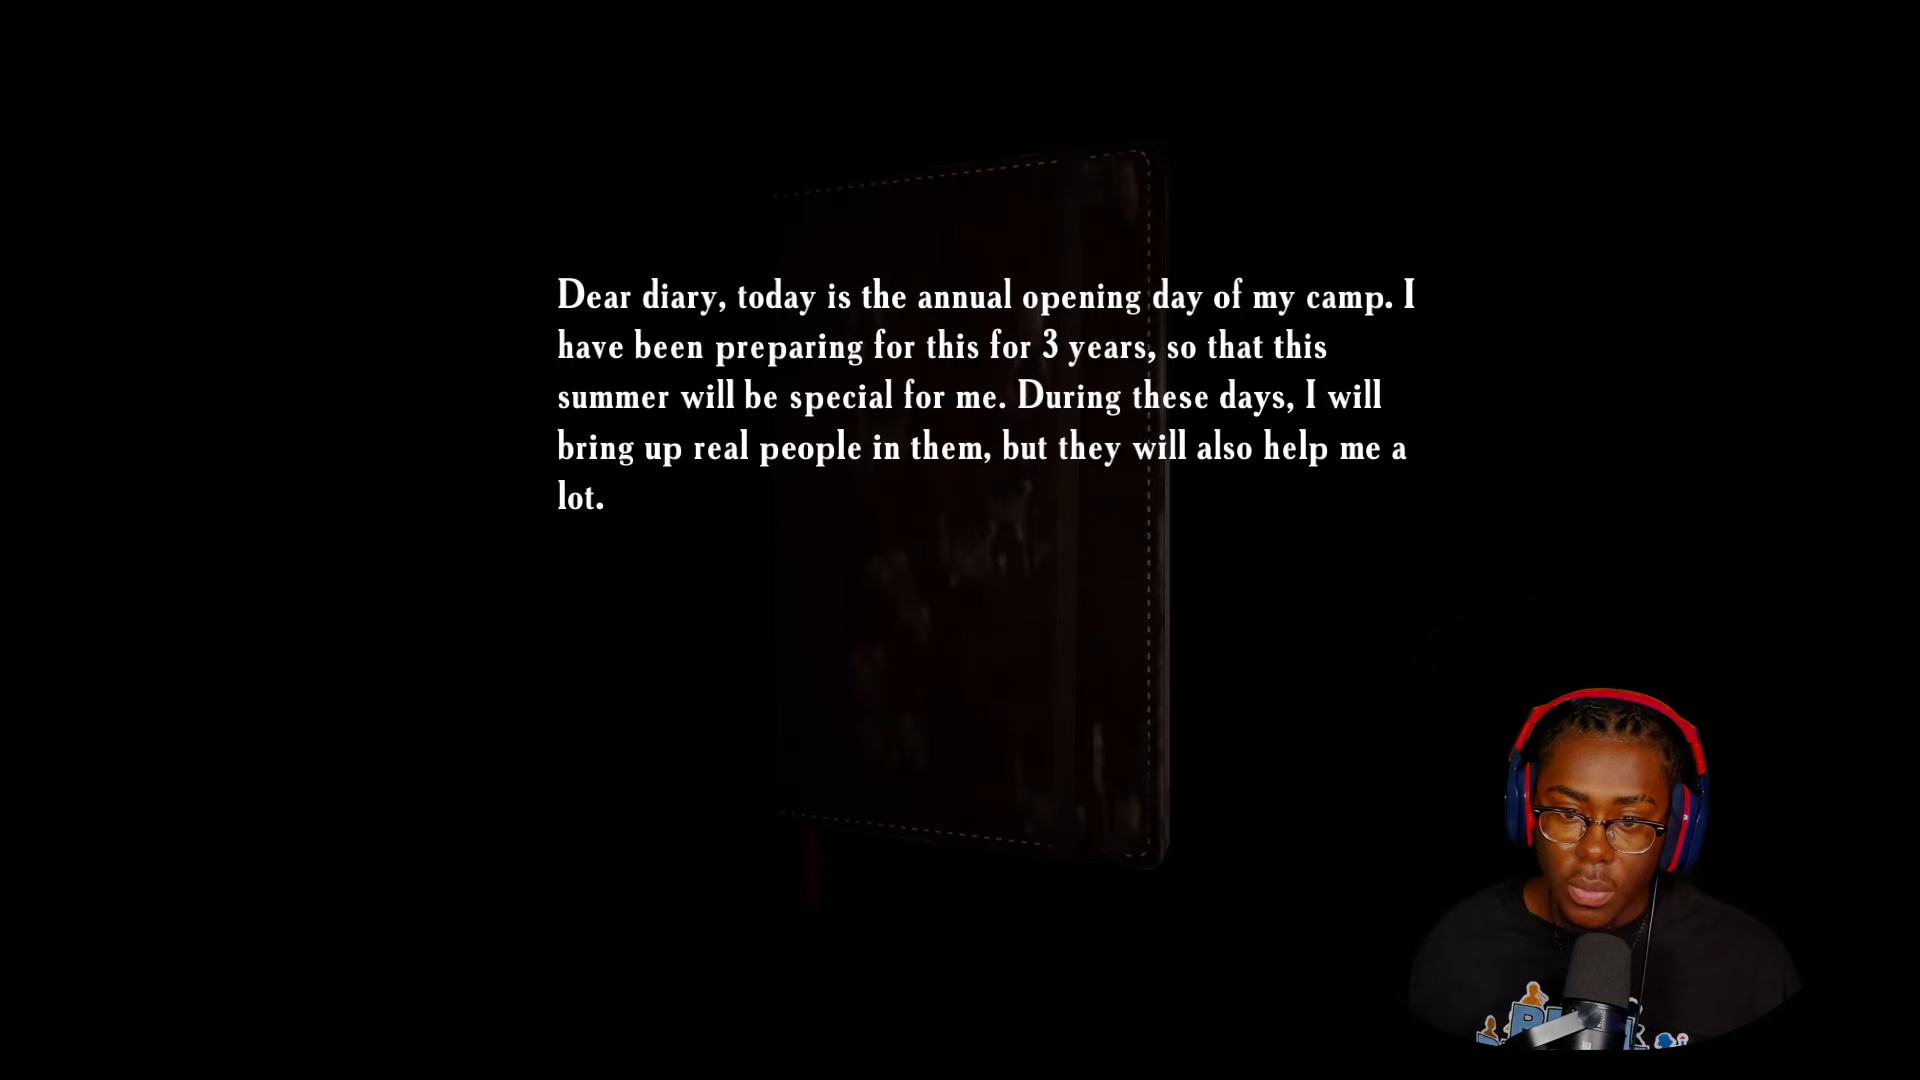 Dear diary, today is the annual opening day of my camp. I
have been preparing for this for 3 years, so that this
summer will be special for me. During these days, I will
bring up real people in them, but they will also help me a
lot.